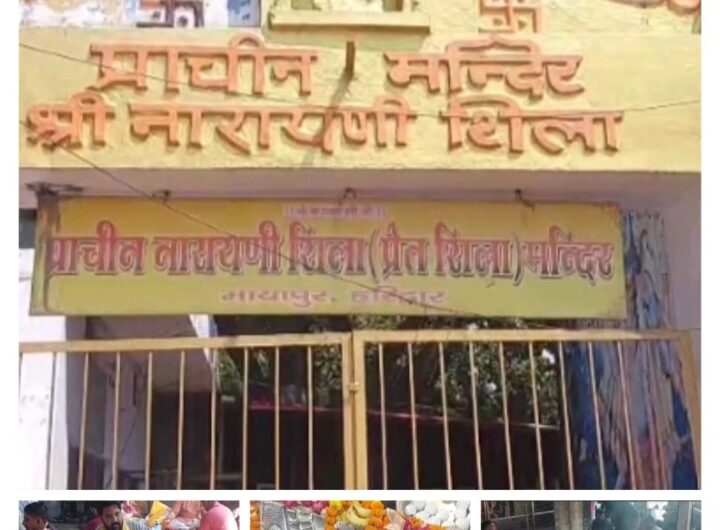 प्राचीन मन्दिर
श्री नारायणी शिला
प्राचीन नारायणी शिला (प्रेत शिला) मन्दिर
मायापुर, हरिद्वार